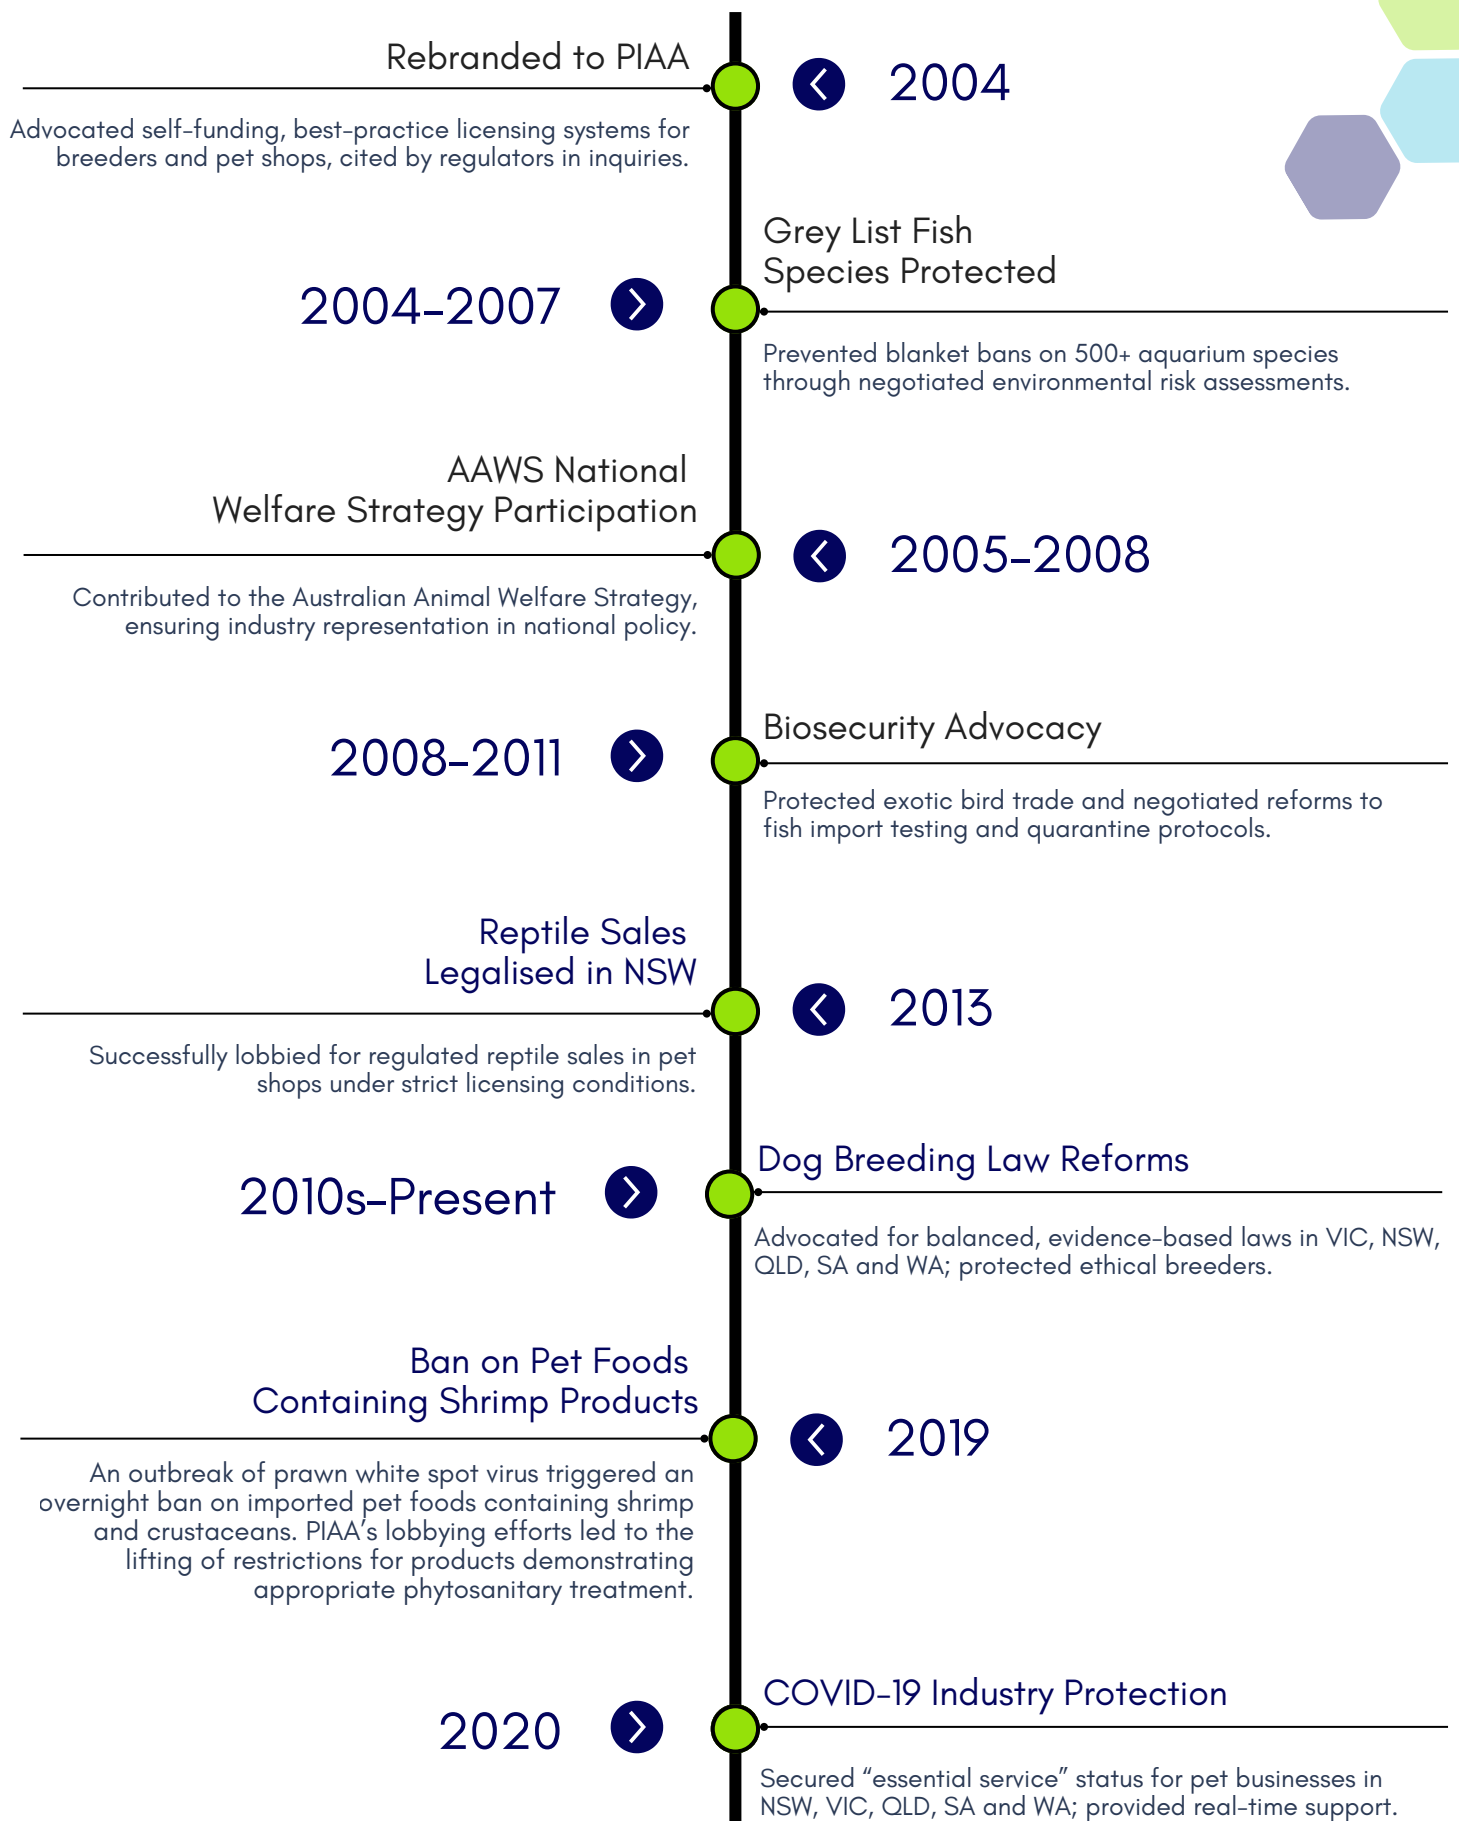 Rebranded to PIAA
2004
Advocated self-funding, best-practice licensing systems for
breeders and pet shops, cited by regulators in inquiries.
Grey List Fish
Species Protected
2004-2007
Prevented blanket bans on 500+ aquarium species
through negotiated environmental risk assessments.
AAWS National
Welfare Strategy Participation
2005-2008
Contributed to the Australian Animal Welfare Strategy,
ensuring industry representation in national policy.
Biosecurity Advocacy
2008-2011
Protected exotic bird trade and negotiated reforms to
fish import testing and quarantine protocols.
Reptile Sales
Legalised in NSW
2013
Successfully lobbied for regulated reptile sales in pet
shops under strict licensing conditions.
Dog Breeding Law Reforms
2010s-Present
Advocated for balanced, evidence-based laws in VIC, NSW,
QLD, SA and WA; protected ethical breeders.
Ban on Pet Foods
Containing Shrimp Products
2019
An outbreak of prawn white spot virus triggered an
overnight ban on imported pet foods containing shrimp
and crustaceans. PIAA’s lobbying efforts led to the
lifting of restrictions for products demonstrating
appropriate phytosanitary treatment.
COVID-19 Industry Protection
2020
Secured “essential service” status for pet businesses in
NSW, VIC, QLD, SA and WA; provided real-time support.